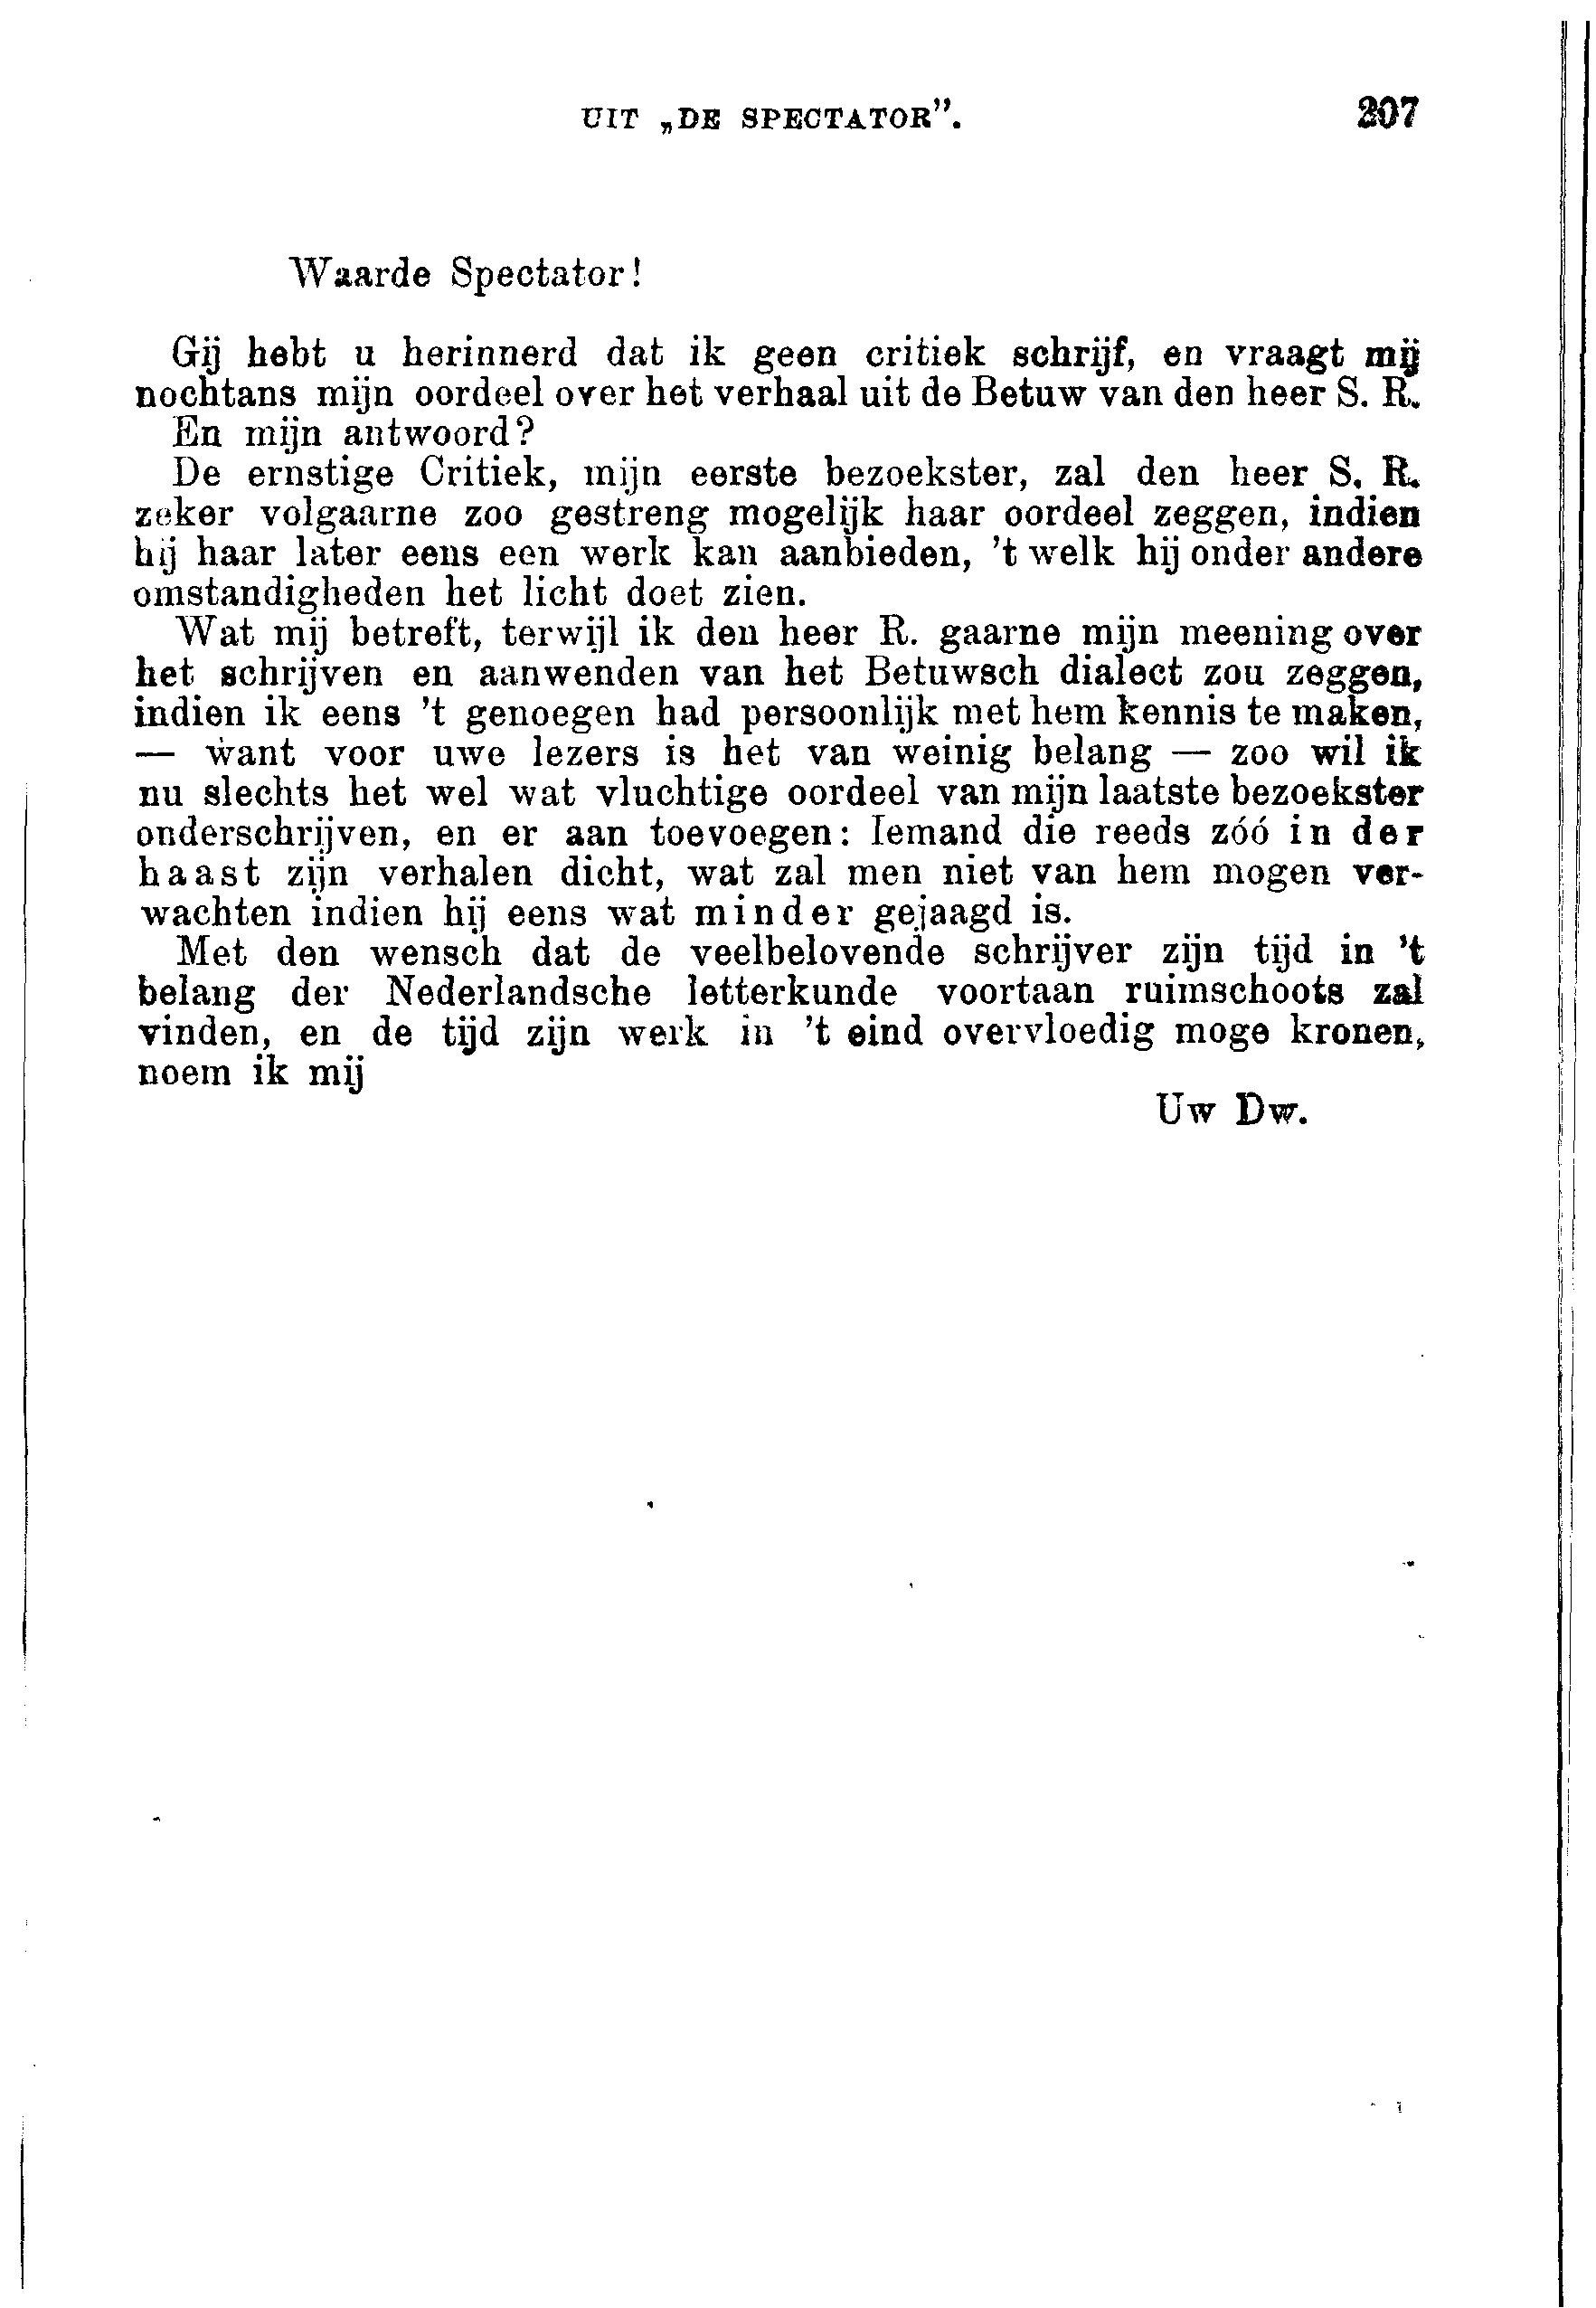 UIT „DE SPECTATOR”.
207
Waarde Spectator!
Gij hebt u herinnerd dat ik geen critiek schrijf, en vraagt mij
nochtans mijn oordeel over het verhaal uit de Betuw van den heer S. R.
En mijn antwoord?
De ernstige Critiek, mijn eerste bezoekster, zal den heer S. R.
zeker volgaarne zoo gestreng mogelijk haar oordeel zeggen, indien
hij haar later eens een werk kan aanbieden, ’t welk hij onder andere
omstandigheden het licht doet zien.
Wat mij betreft, terwijl ik den heer R. gaarne mijn meening over
het schrijven en aanwenden van het Betuwsch dialect zou zeggen,
indien ik eens ’t genoegen had persoonlijk met hem kennis te maken,
— want voor uwe lezers is het van weinig belang — zoo wil ik
nu slechts het wel wat vluchtige oordeel van mijn laatste bezoekster
onderschrijven, en er aan toevoegen: Iemand die reeds zóó in der
haast zijn verhalen dicht, wat zal men niet van hem mogen ver-
wachten indien hij eens wat minder gejaagd is.
Met den wensch dat de veelbelovende schrijver zijn tijd in ’t
belang der Nederlandsche letterkunde voortaan ruimschoots zal
vinden, en de tijd zijn werk in ’t eind overvloedig moge kronen,
noem ik mij
Uw Dw.